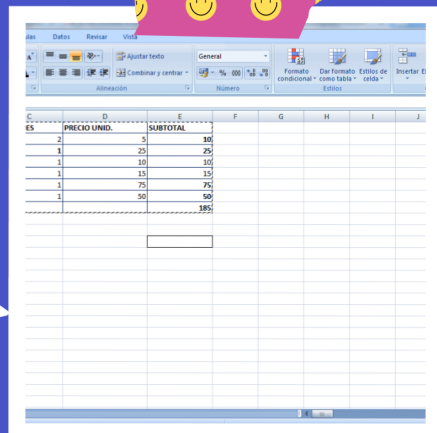 Datos Revisar Vista
Ajustar texto General
Combinar y centrar % 000 Formato condicional Dar formato como tabla Estilos de celda Insertar
Alineación Número Estilos
C D E F G H I J
ES PRECIO UNID. SUBTOTAL
2 5 10
1 25 25
1 10 10
1 15 15
1 75 75
1 50 50
185